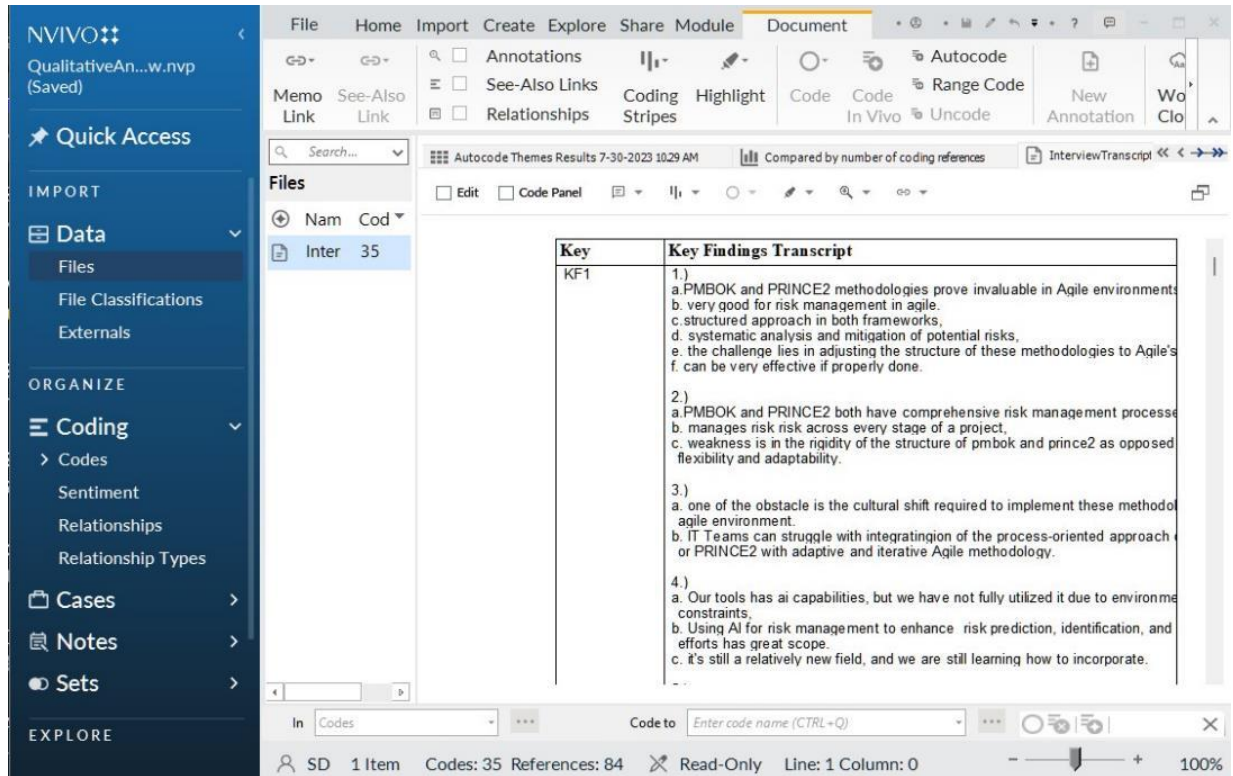 NVIVO
QualitativeAn...w.nvp
(Saved)
Quick Access
IMPORT
Data
Files
File Classifications
Externals
ORGANIZE
Coding
Codes
Sentiment
Relationships
Relationship Types
Cases
Notes
Sets
EXPLORE
File Home Import Create Explore Share Module Document
Memo Link
See-Also Link
Annotations
See-Also Links
Relationships
Coding Stripes
Highlight
Code
Code In Vivo
Autocode
Range Code
Uncode
New Annotation
Wo
Clo
Search...
Files
Nam Cod
Inter 35
Autocode Themes Results 7-30-2023 10:29 AM
Compared by number of coding references
InterviewTranscript
Edit Code Panel
Key Key Findings Transcript
KF1 1.)
a.PMBOK and PRINCE2 methodologies prove invaluable in Agile environments
b. very good for risk management in agile.
c.structured approach in both frameworks,
d. systematic analysis and mitigation of potential risks,
e. the challenge lies in adjusting the structure of these methodologies to Agile's
f. can be very effective if properly done.
2.)
a.PMBOK and PRINCE2 both have comprehensive risk management processe
b. manages risk risk across every stage of a project,
c. weakness is in the rigidity of the structure of pmbok and prince2 as opposed
flexibility and adaptability.
3.)
a. one of the obstacle is the cultural shift required to implement these methodol
agile environment.
b. IT Teams can struggle with integratingion of the process-oriented approach
or PRINCE2 with adaptive and iterative Agile methodology.
4.)
a. Our tools has ai capabilities, but we have not fully utilized it due to environme
constraints,
b. Using AI for risk management to enhance risk prediction, identification, and
efforts has great scope.
c. it's still a relatively new field, and we are still learning how to incorporate.
In Codes Code to Enter code name (CTRL+Q)
SD 1 Item Codes: 35 References: 84 Read-Only Line: 1 Column: 0 100%